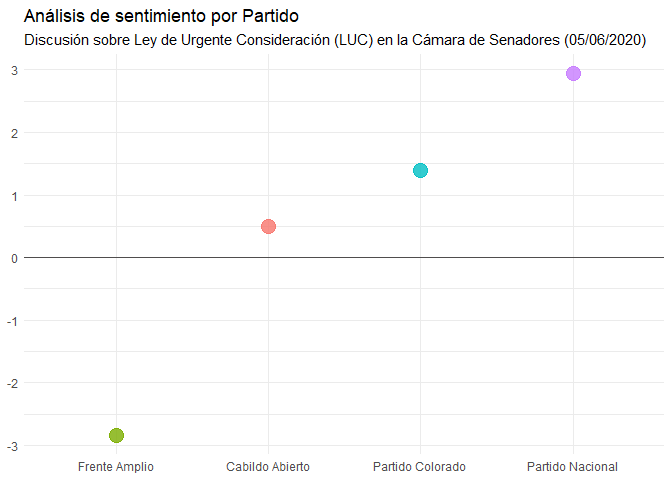 Análisis de sentimiento por Partido
Discusión sobre Ley de Urgente Consideración (LUC) en la Cámara de Senadores (05/06/2020)
3
2
1
0
-1
-2
-3
Frente Amplio Cabildo Abierto Partido Colorado Partido Nacional